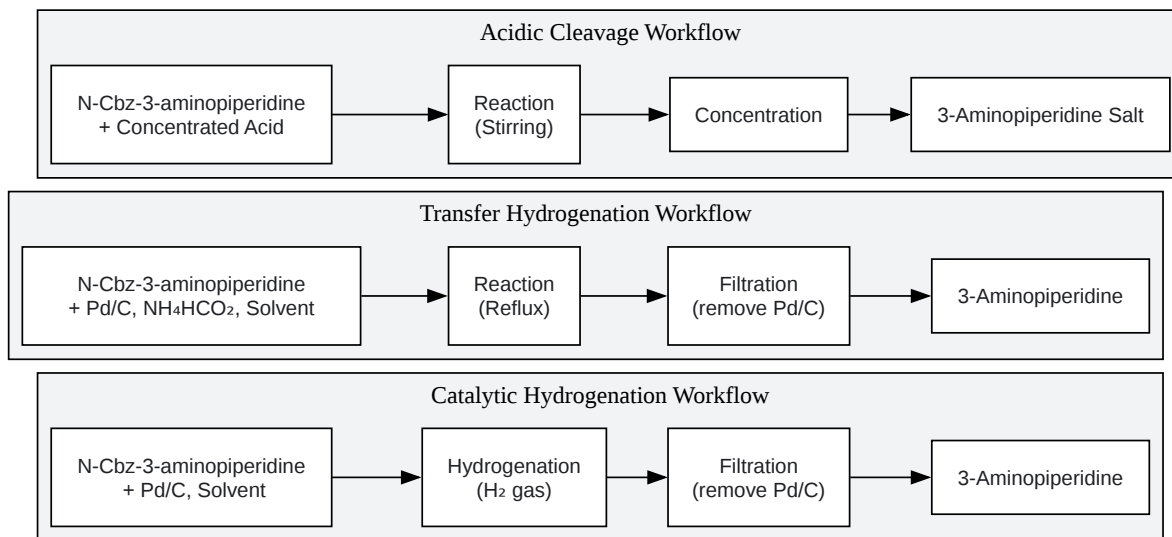 Acidic Cleavage Workflow
N-Cbz-3-aminopiperidine
+ Concentrated Acid
Reaction
(Stirring)
Concentration
3-Aminopiperidine Salt
Transfer Hydrogenation Workflow
N-Cbz-3-aminopiperidine
+ Pd/C, NH₄HCO₂, Solvent
Reaction
(Reflux)
Filtration
(remove Pd/C)
3-Aminopiperidine
Catalytic Hydrogenation Workflow
N-Cbz-3-aminopiperidine
+ Pd/C, Solvent
Hydrogenation
(H₂ gas)
Filtration
(remove Pd/C)
3-Aminopiperidine